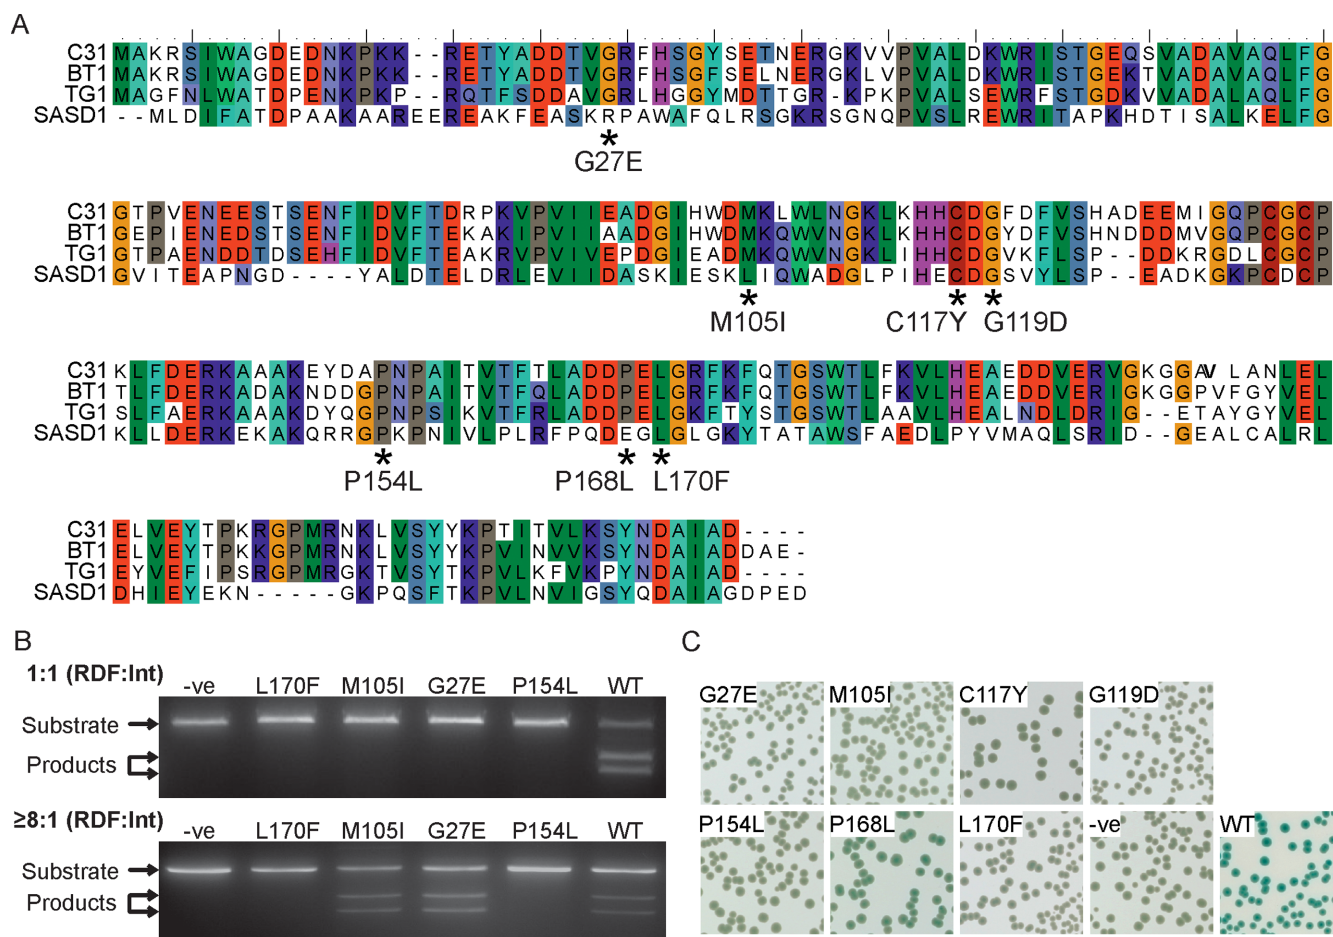 A
C31 MAKRSIWAGDEDNKPKK--RETYADDTVGRFHSGYSETNERGKVVPVALDKWRISTGEQSVADAVAQLFG
BT1 MAKRSIWAGDEDNKPKK--RETYADDTVGRFHSGFSELNERGKLVPVALDKWRISTGEKTVADAVAQLFG
TG1 MAGFNLWATDPENKPKP--RQTFSDDAVGRLHGGYMDTTGR-KPKPVALSEWRFSTGDKVVADALAQLFG
SASD1 --MLDIFATDPAAKAAREEREAKFEASKRPAWAFQLRSGKRSGNQPVSLREWRITAPKHDTISALKELFG
*
G27E
C31 GTPVENEESTSENFIDVFTDRPKVPVIIEADGIHWDMKLWLNGKLKHHCDGFDFVSHADEEMIGQPCGCP
BT1 GEPIENEDSTSENFIDVFTEKAKIPVIIAADGIHWDMKQWVNGKLKHHCDGVSFVSHNDDDMVGQPCGCP
TG1 GTPAENDDTDSEHFIDVFTEAKRVPVIVEPDGIEADMKQWVNGKLIHHCDGVKFLSP--EDKRGDLCGCP
SASD1 GVITEAPNGD----YALDTELDRLEVIIDASKIESKLIQWADGLPIHECDGSVYLSP--EADKGKPCDCP
* * *
M105I C117Y G119D
C31 KLFDERKAAAKEYDAPNPAITVTFTLADDPELGRFKFQTGSWTLFKVLHEAEDDVERVGKGGAVLANLEL
BT1 TLFDERKADAKNDDGPNPAITVTFQLADDPELGRFKFQTGSWTLFKVLHEAEDDVERIGKGGPVFGYVEL
TG1 SLFAERKAAAKDYQGPNPSIKVTFRLADDPELGKFTYSTGSWTLAAVLHEALNDLDRIG--ETAYGYVEL
SASD1 KLLDERKEKAKQRRGPKPNIVLPLRFPQDEGLGLGKYTATAWSFAEDLPYVMAQLSRID--GEALCALRL
* * *
P154L P168L L170F
C31 ELVEYTPKRGPMRNKLVSYYKPTITVLKSYNDAIAD----
BT1 ELVEYTPKKGPMRNKLVSYYKPVINVVKSYNDAIADDAE-
TG1 EYVEFIPSRGPMRGKTVSYTKPVLKFVKPYNDAIAD----
SASD1 DHIEYEKN-----GKPQSFTKPVLNVIGSYQDAIAGDPED
B
1:1 (RDF:Int)
-ve L170F M105I G27E P154L WT
Substrate
Products
≥8:1 (RDF:Int)
-ve L170F M105I G27E P154L WT
Substrate
Products
C
G27E M105I C117Y G119D
P154L P168L L170F -ve WT